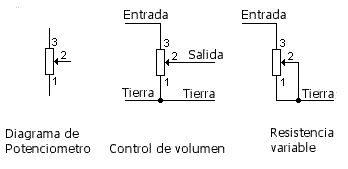 Entrada
Entrada
3
2
1
3
2
Salida
1
3
2
1
Tierra
Tierra
Tierra
Diagrama de
Potenciometro
Control de volumen
Resistencia
variable